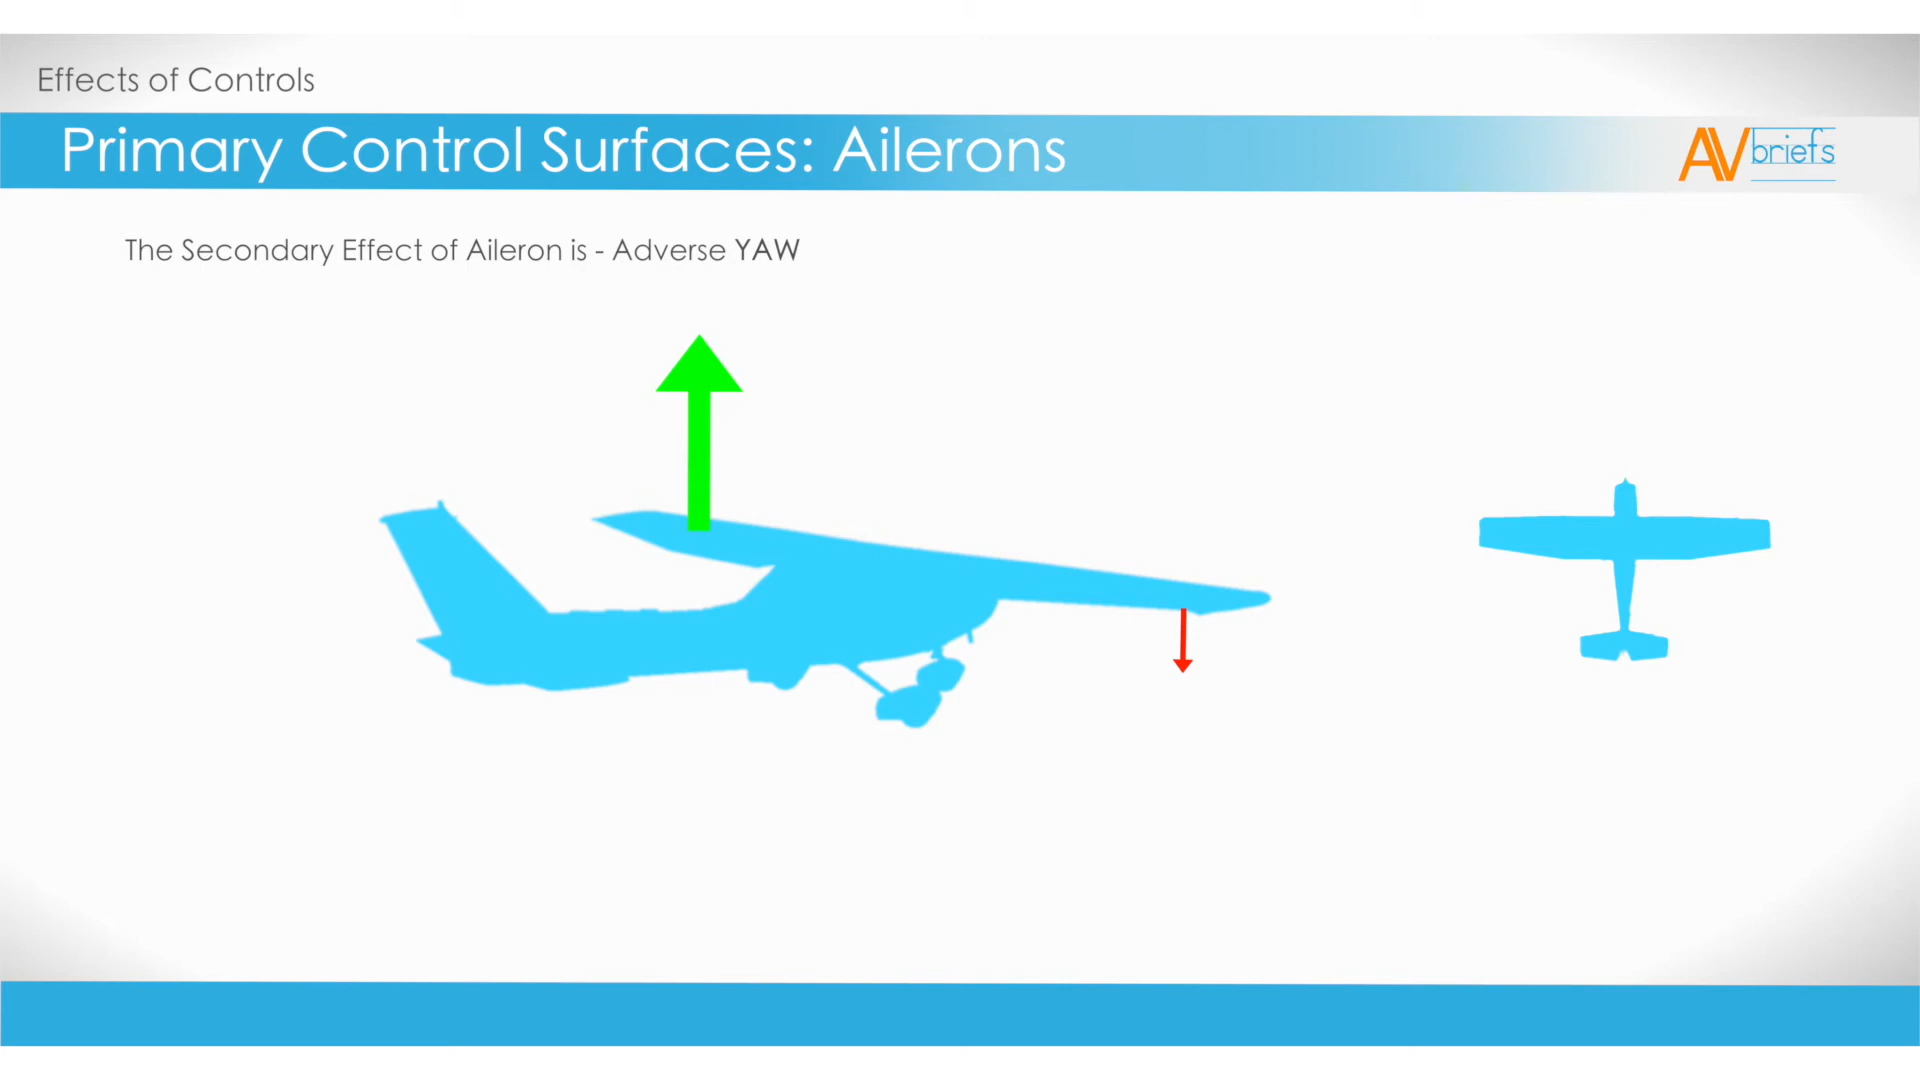 Effects of Controls
Primary Control Surfaces: Ailerons
AVbriefs
The Secondary Effect of Aileron is - Adverse YAW